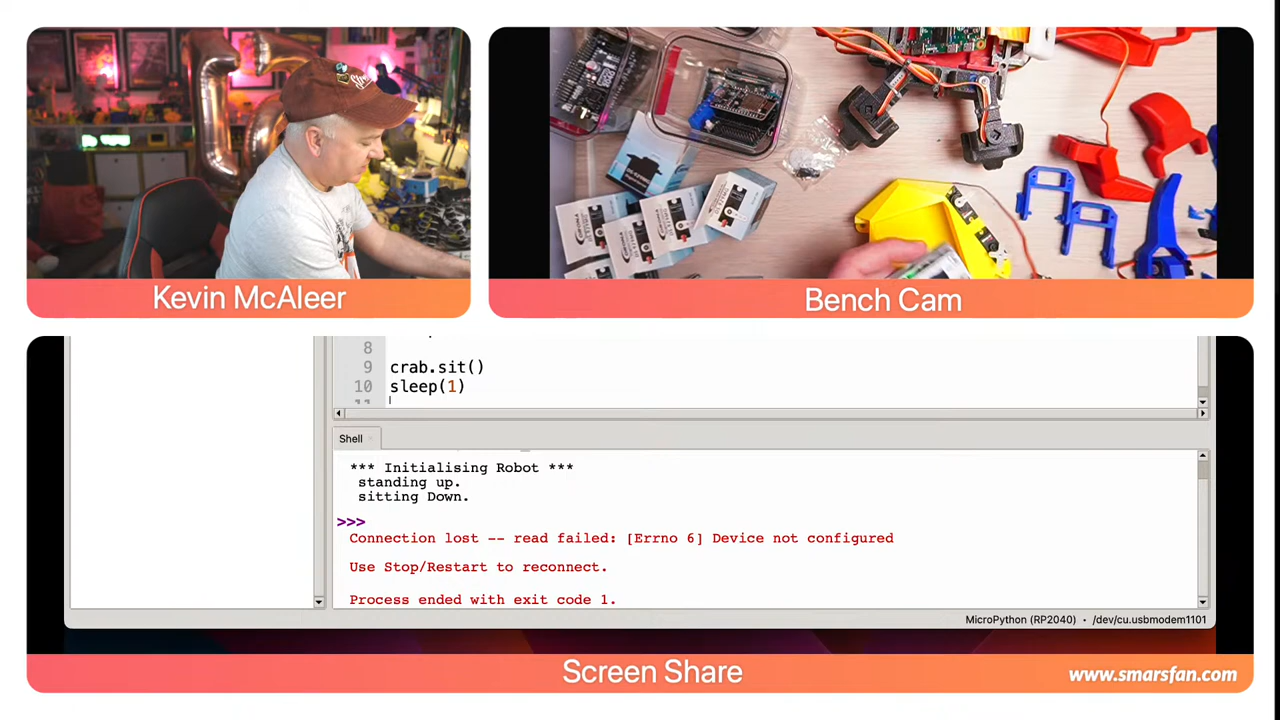 Kevin McAleer
Bench Cam
8
9 crab.sit()
10 sleep(1)
Shell
*** Initialising Robot ***
standing up.
sitting Down.
>>>
Connection lost -- read failed: [Errno 6] Device not configured
Use Stop/Restart to reconnect.
Process ended with exit code 1.
MicroPython (RP2040) • /dev/cu.usbmodem1101
Screen Share
www.smarsfan.com